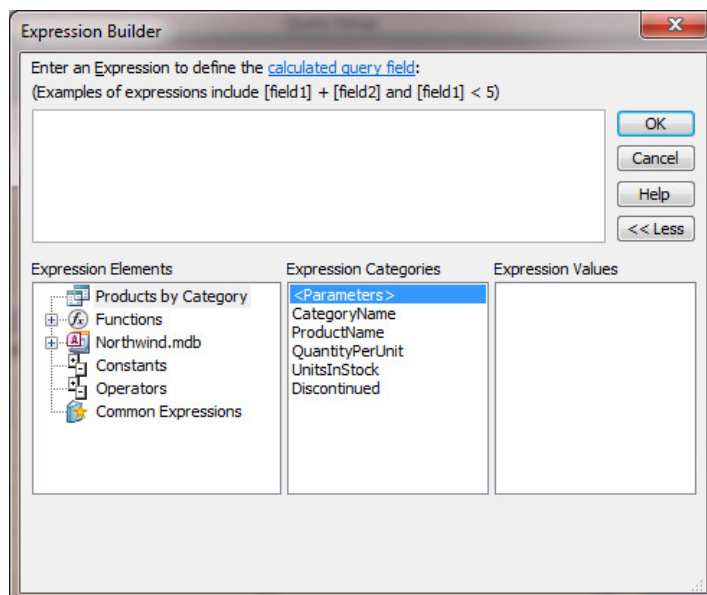 Expression Builder
Enter an Expression to define the calculated query field:
(Examples of expressions include [field1] + [field2] and [field1] < 5)
OK
Cancel
Help
<< Less
Expression Elements
Products by Category
Functions
Northwind.mdb
Constants
Operators
Common Expressions
Expression Categories
<Parameters>
CategoryName
ProductName
QuantityPerUnit
UnitsInStock
Discontinued
Expression Values